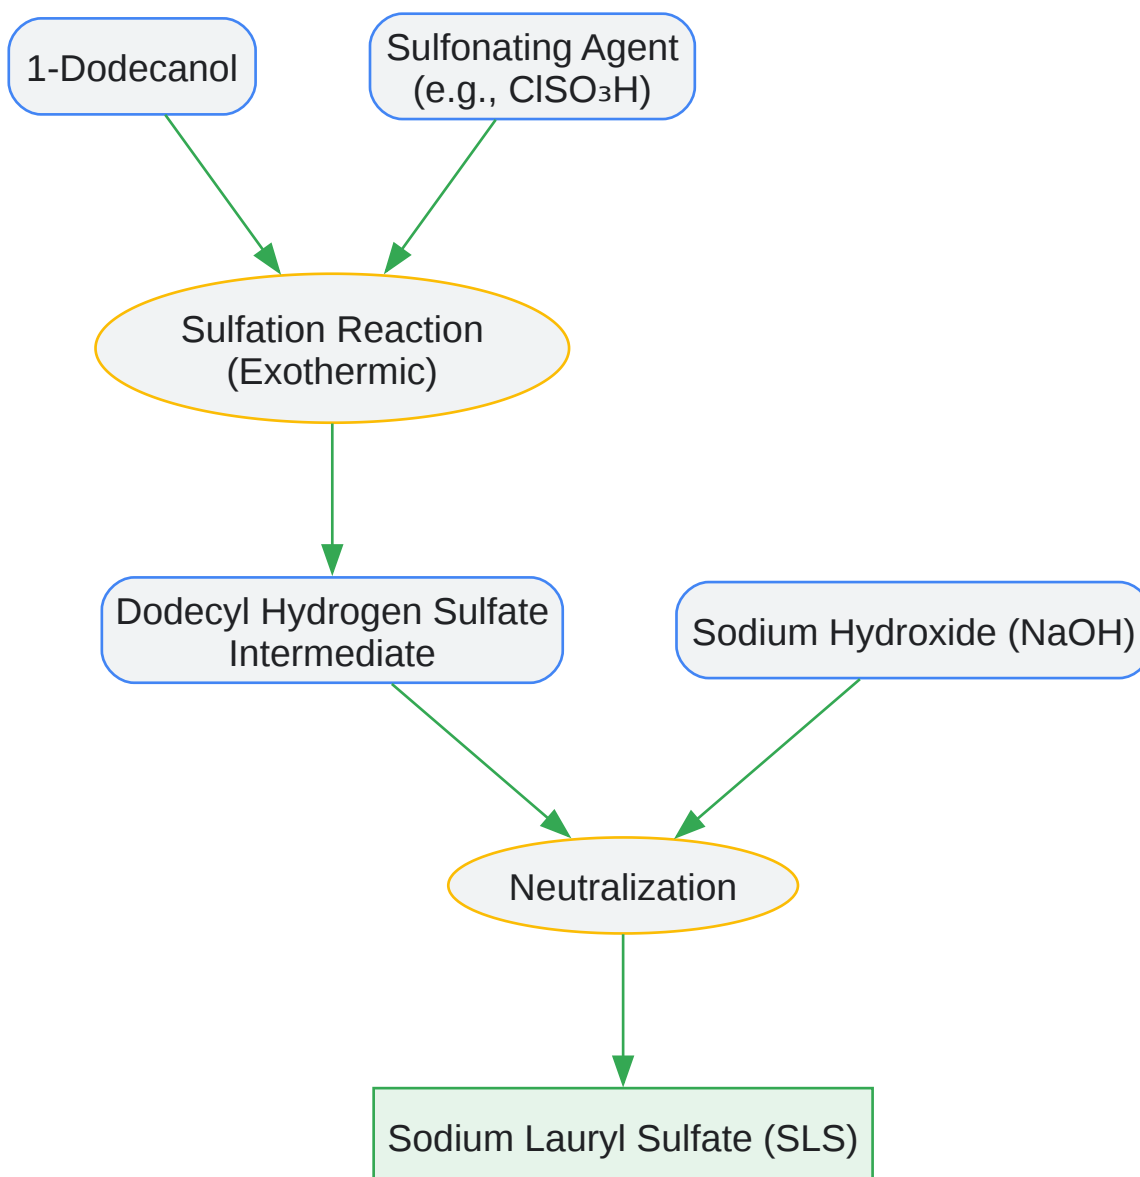 1-Dodecanol
Sulfonating Agent
(e.g., ClSO₃H)
Sulfation Reaction
(Exothermic)
Dodecyl Hydrogen Sulfate
Intermediate
Sodium Hydroxide (NaOH)
Neutralization
Sodium Lauryl Sulfate (SLS)